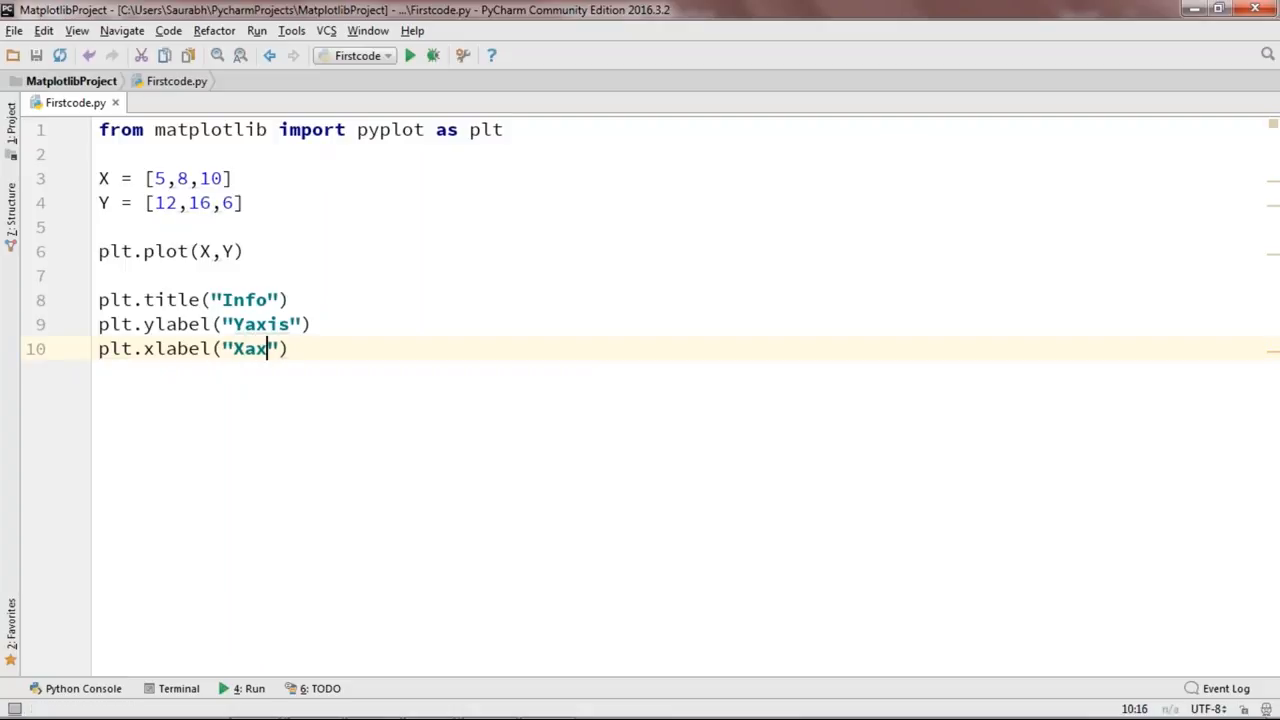 MatplotlibProject - [C:\Users\Saurabh\PycharmProjects\MatplotlibProject] - ...\Firstcode.py - PyCharm Community Edition 2016.3.2
File Edit View Navigate Code Refactor Run Tools VCS Window Help
Firstcode
MatplotlibProject Firstcode.py
Firstcode.py
1: Project
7: Structure
2: Favorites
1 from matplotlib import pyplot as plt
2
3 X = [5,8,10]
4 Y = [12,16,6]
5
6 plt.plot(X,Y)
7
8 plt.title("Info")
9 plt.ylabel("Yaxis")
10 plt.xlabel("Xax")
Python Console Terminal 4: Run 6: TODO Event Log
10:16 n/a UTF-8